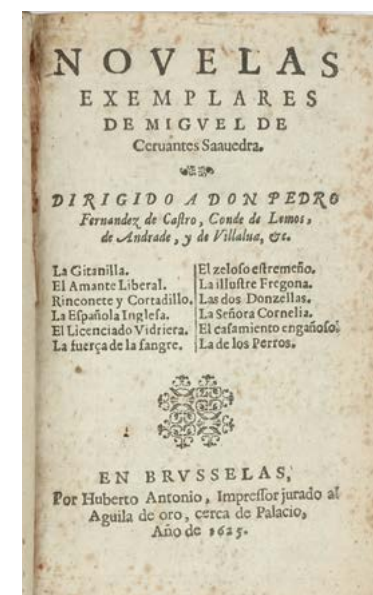 NOVELAS
EXEMPLARES
DE MIGVEL DE
Ceruantes Saauedra.
DIRIGIDO A DON PEDRO
Fernandez de Caſtro, Conde de Lemos,
de Andrade, y de Villalua, &c.
La Gitanilla.
El Amante Liberal.
Rinconete y Cortadillo.
La Eſpañola Ingleſa.
El Licenciado Vidriera.
La fuerça de la ſangre.
El zeloſo eſtremeño.
La illuſtre Fregona.
Las dos Donzellas.
La Señora Cornelia.
El caſamiento engañoſo.
La de los Perros.
EN BRVSSELAS,
Por Huberto Antonio, Impreſſor jurado al
Aguila de oro, cerca de Palacio,
Año de 1625.